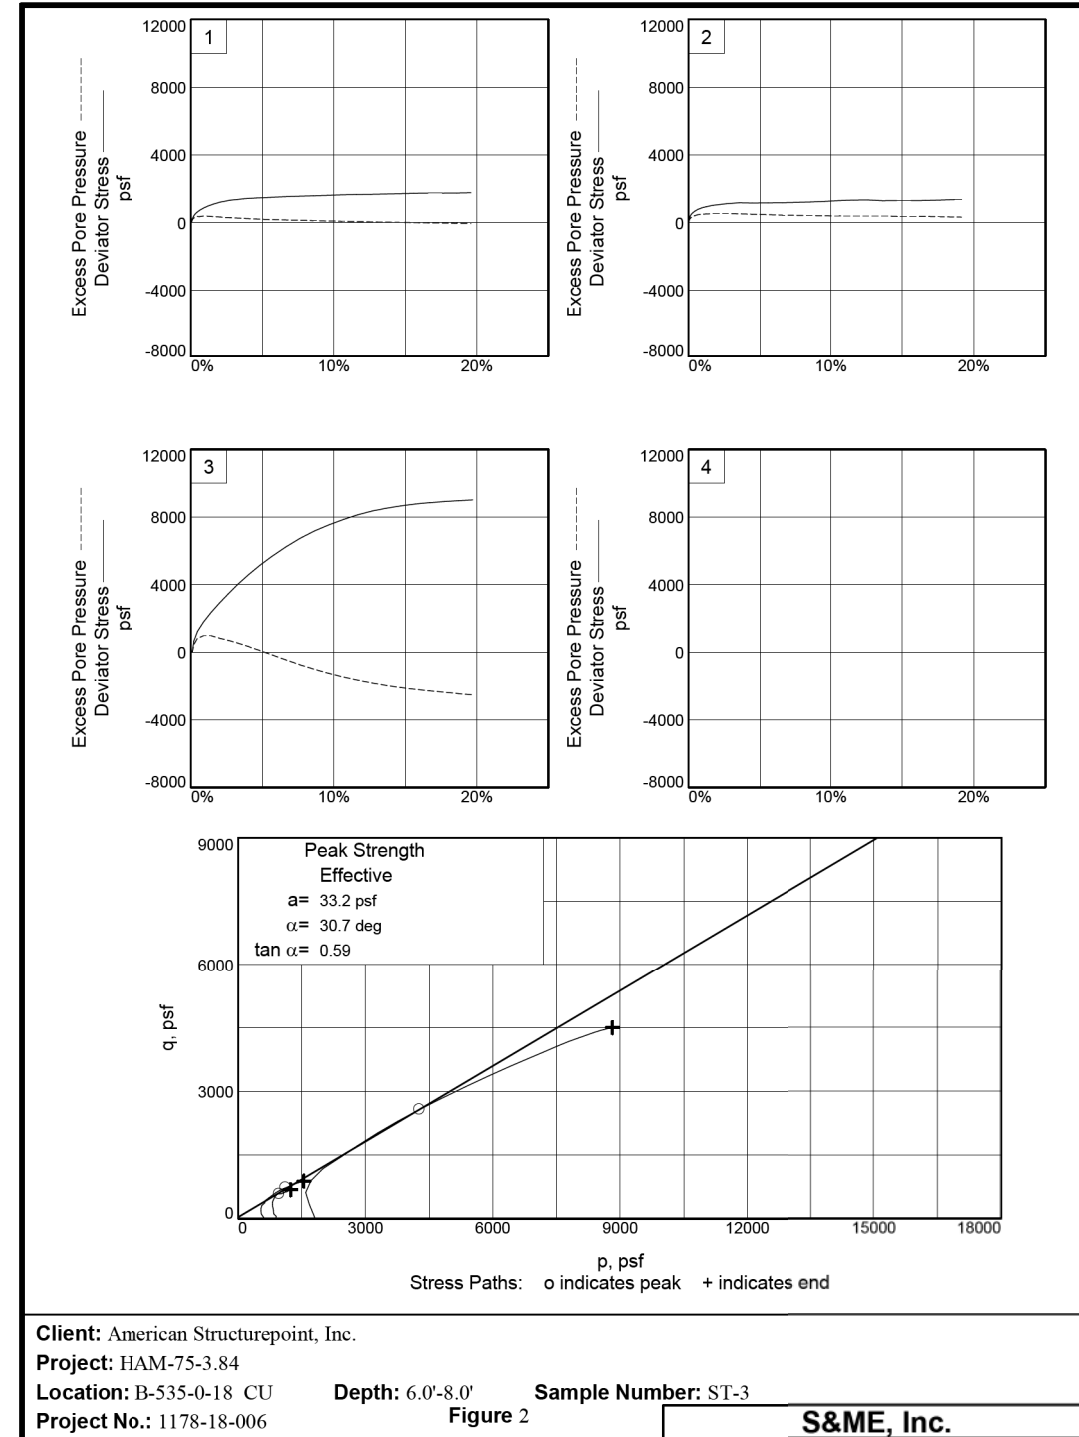 1
12000
8000
4000
0
-4000
-8000
0%
10%
20%
Excess Pore Pressure
Deviator Stress
psf
2
12000
8000
4000
0
-4000
-8000
0%
10%
20%
Excess Pore Pressure
Deviator Stress
psf
3
12000
8000
4000
0
-4000
-8000
0%
10%
20%
Excess Pore Pressure
Deviator Stress
psf
4
12000
8000
4000
0
-4000
-8000
0%
10%
20%
Excess Pore Pressure
Deviator Stress
psf
Peak Strength
Effective
a= 33.2 psf
α= 30.7 deg
tan α= 0.59
9000
6000
3000
0
q, psf
0 3000 6000 9000 12000 15000 18000
p, psf
Stress Paths: o indicates peak + indicates end
Client: American Structurepoint, Inc.
Project: HAM-75-3.84
Location: B-535-0-18 CU Depth: 6.0'-8.0' Sample Number: ST-3
Project No.: 1178-18-006 Figure 2 S&ME, Inc.